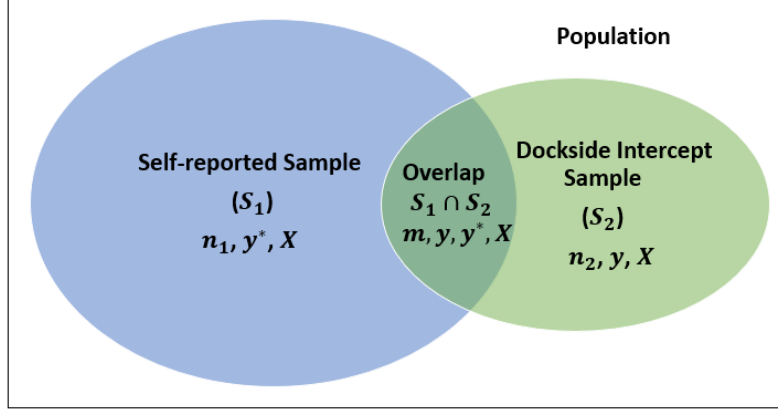 Population
Self-reported Sample
(S₁)
n₁, y*, X
Overlap
S₁ ∩ S₂
m, y, y*, X
Dockside Intercept
Sample
(S₂)
n₂, y, X